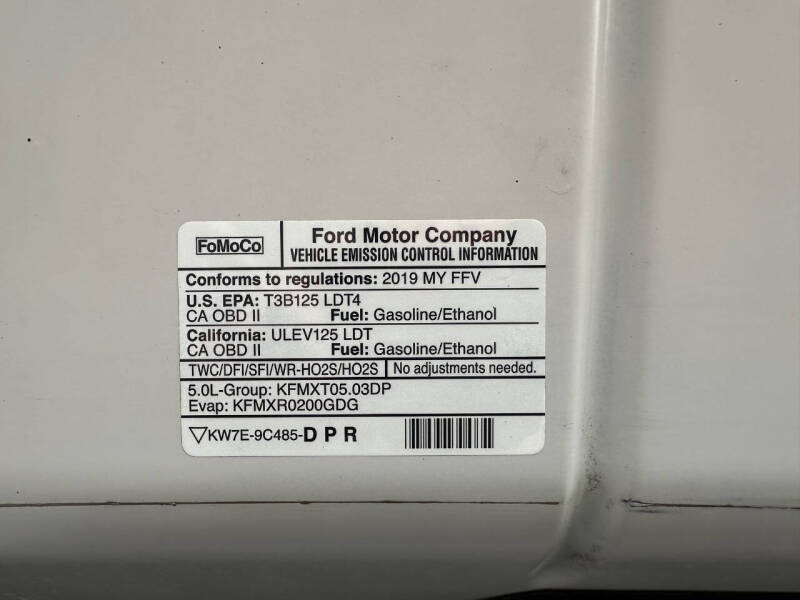 FoMoCo
Ford Motor Company
VEHICLE EMISSION CONTROL INFORMATION
Conforms to regulations: 2019 MY FFV
U.S. EPA: T3B125 LDT4
CA OBD II Fuel: Gasoline/Ethanol
California: ULEV125 LDT
CA OBD II Fuel: Gasoline/Ethanol
TWC/DFI/SFI/WR-HO2S/HO2S No adjustments needed.
5.0L-Group: KFMXT05.03DP
Evap: KFMXR0200GDG
KW7E-9C485-DPR